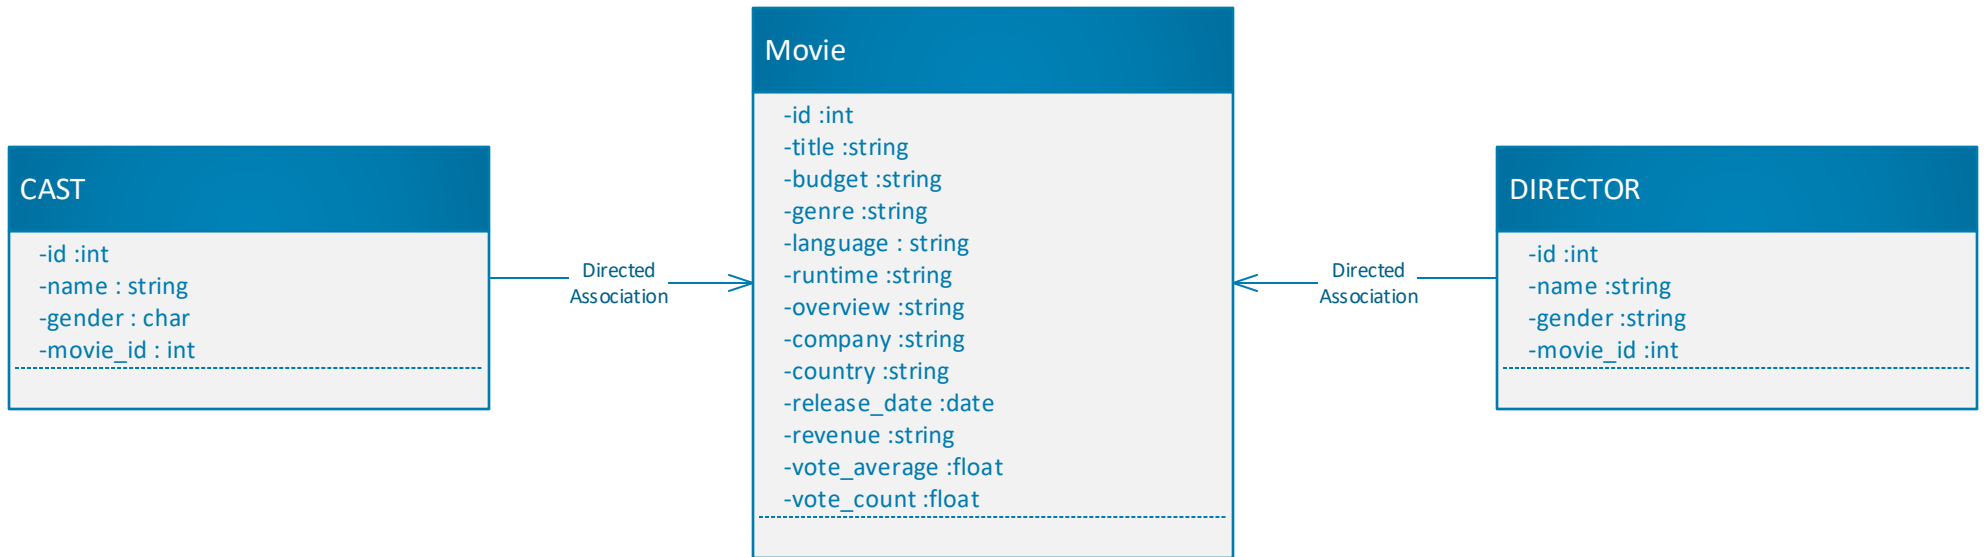 CAST
-id :int
-name : string
-gender : char
-movie_id : int
Directed
Association
Movie
-id :int
-title :string
-budget :string
-genre :string
-language : string
-runtime :string
-overview :string
-company :string
-country :string
-release_date :date
-revenue :string
-vote_average :float
-vote_count :float
Directed
Association
DIRECTOR
-id :int
-name :string
-gender :string
-movie_id :int